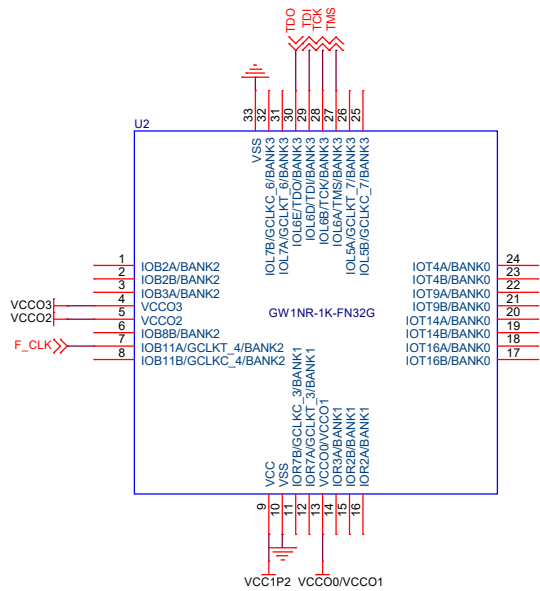 TDO
TDI
TCK
TMS
33
32
31
30
29
28
27
26
25
U2
VSS
IOL7B/GCLKC_6/BANK3
IOL7A/GCLKT_6/BANK3
IOL6E/TDO/BANK3
IOL6D/TDI/BANK3
IOL6B/TCK/BANK3
IOL6A/TMS/BANK3
IOL5A/GCLKT_7/BANK3
IOL5B/GCLKC_7/BANK3
1 IOB2A/BANK2
2 IOB2B/BANK2
3 IOB3A/BANK2
VCCO3 4 VCCO3
VCCO2 5 VCCO2
6 IOB8B/BANK2
F_CLK 7 IOB11A/GCLKT_4/BANK2
8 IOB11B/GCLKC_4/BANK2
GW1NR-1K-FN32G
IOT4A/BANK0 24
IOT4B/BANK0 23
IOT9A/BANK0 22
IOT9B/BANK0 21
IOT14A/BANK0 20
IOT14B/BANK0 19
IOT16A/BANK0 18
IOT16B/BANK0 17
VCC
VSS
IOR7B/GCLKC_3/BANK1
IOR7A/GCLKT_3/BANK1
VCCO0/VCCO1
IOR3A/BANK1
IOR2B/BANK1
IOR2A/BANK1
9
10
11
12
13
14
15
16
VCC1P2
VCCO0/VCCO1